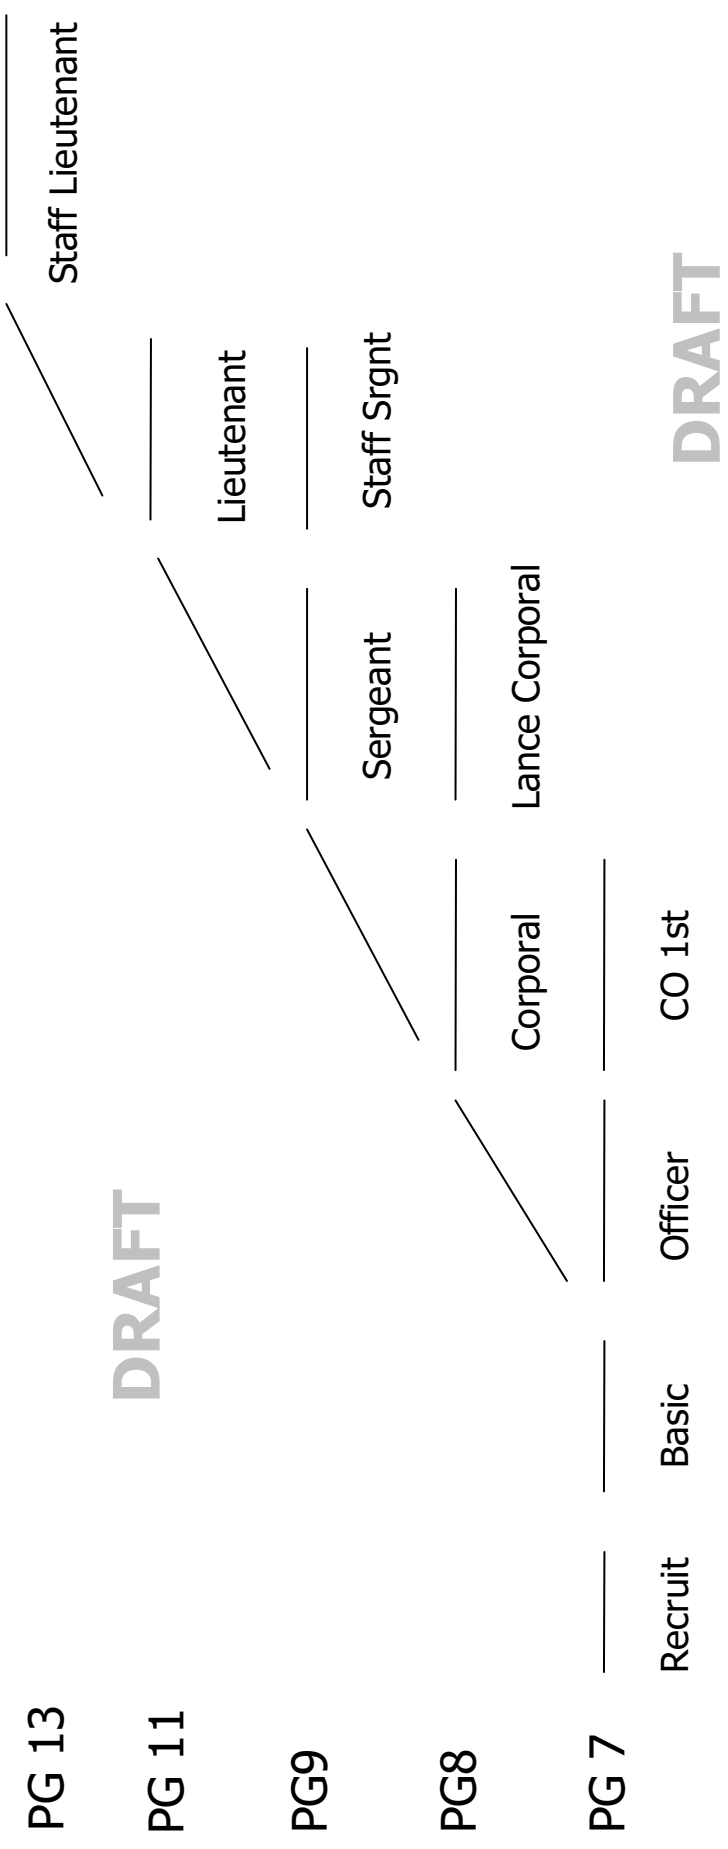 PG 13
Staff Lieutenant
DRAFT
PG 11
Lieutenant
PG9
Sergeant
Staff Srgnt
PG8
Corporal
Lance Corporal
PG 7
Recruit
Basic
Officer
CO 1st
DRAFT